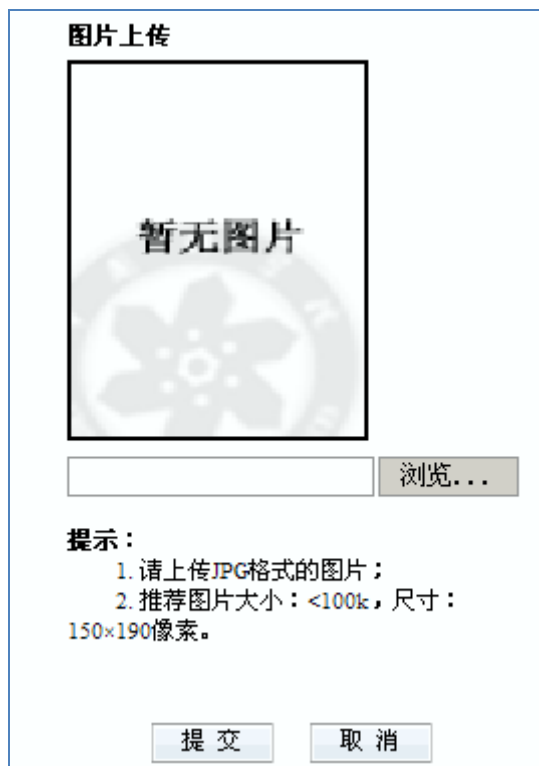 图片上传
暂无图片
浏览...
提示：
1. 请上传JPG格式的图片；
2. 推荐图片大小：<100k，尺寸：
150×190像素。
提 交
取 消